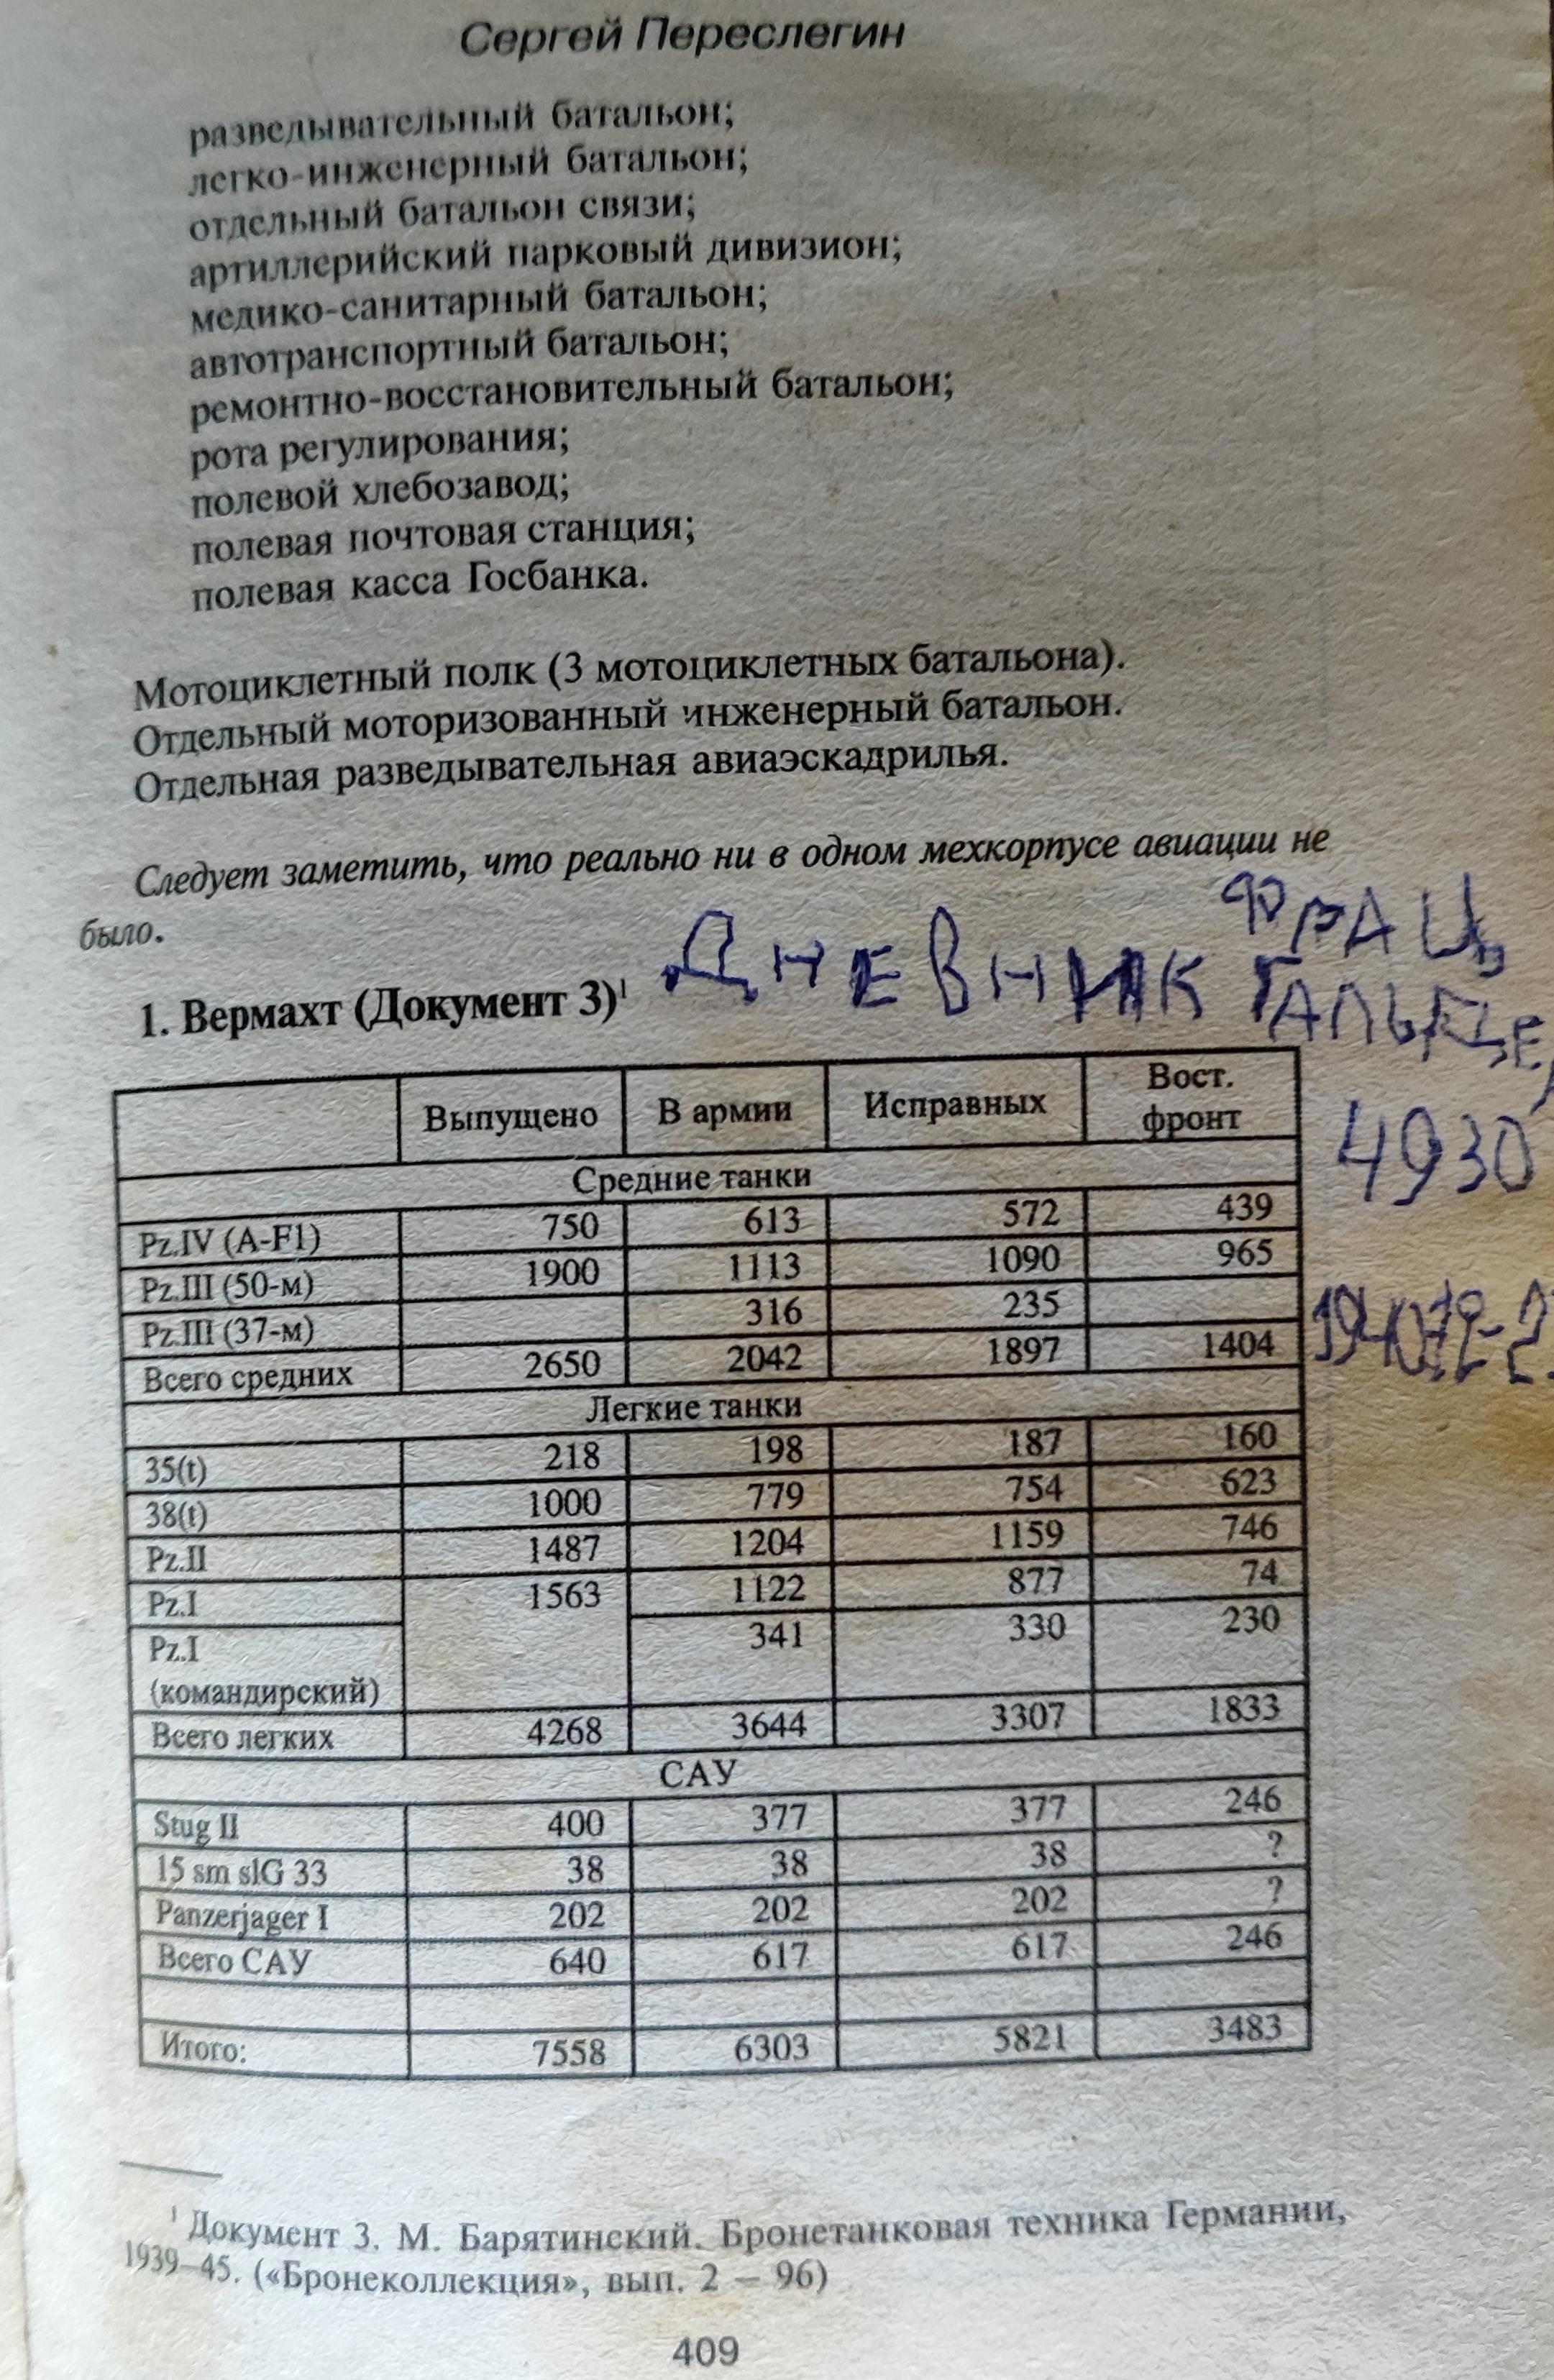 Сергей Переслегин
разведывательный батальон;
легко-инженерный батальон;
отдельный батальон связи;
артиллерийский парковый дивизион;
медико-санитарный батальон;
автотранспортный батальон;
ремонтно-восстановительный батальон;
рота регулирования;
полевой хлебозавод;
полевая почтовая станция;
полевая касса Госбанка.
Мотоциклетный полк (3 мотоциклетных батальона).
Отдельный моторизованный инженерный батальон.
Отдельная разведывательная авиаэскадрилья.
Следует заметить, что реально ни в одном мехкорпусе авиации не
было.
ДНЕВНИК ФРАЦ
1. Вермахт (Документ 3)¹
Выпущено В армии Исправных Вост. фронт
4930
Средние танки
Pz.IV (A-F1) 750 613 572 439
Pz.III (50-м) 1900 1113 1090 965
Pz.III (37-м) 316 235
Всего средних 2650 2042 1897 1404
Легкие танки
35(t) 218 198 187 160
38(t) 1000 779 754 623
Pz.II 1487 1204 1159 746
Pz.I 1563 1122 877 74
Pz.I
(командирский) 341 330 230
Всего легких 4268 3644 3307 1833
САУ
Stug II 400 377 377 246
15 sm slG 33 38 38 38 ?
Panzerjager I 202 202 202 ?
Всего САУ 640 617 617 246
Итого: 7558 6303 5821 3483
¹ Документ 3. М. Барятинский. Бронетанковая техника Германии,
1939–45. («Бронеколлекция», вып. 2 – 96)
409